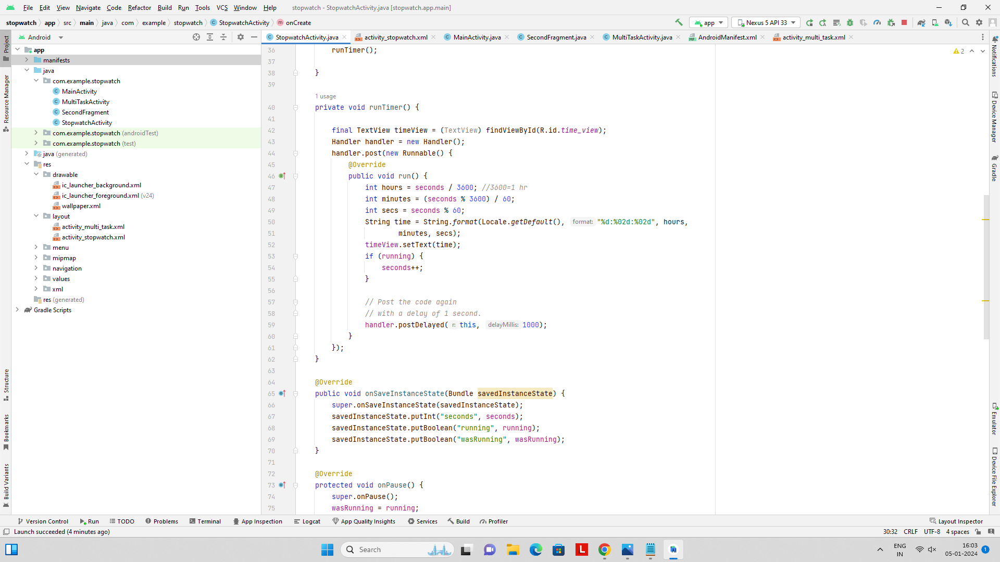 File Edit View Navigate Code Refactor Build Run Tools VCS Window Help stopwatch - StopwatchActivity.java [stopwatch.app.main]
stopwatch app src main java com example stopwatch StopwatchActivity onCreate app Nexus 5 API 33
Project
Resource Manager
Structure
Bookmarks
Build Variants
Android
app
manifests
java
com.example.stopwatch
MainActivity
MultiTaskActivity
SecondFragment
StopwatchActivity
com.example.stopwatch (androidTest)
com.example.stopwatch (test)
java (generated)
res
drawable
ic_launcher_background.xml
ic_launcher_foreground.xml (v24)
wallpaper.xml
layout
activity_multi_task.xml
activity_stopwatch.xml
menu
mipmap
navigation
values
xml
res (generated)
Gradle Scripts
StopwatchActivity.java activity_stopwatch.xml MainActivity.java SecondFragment.java MultiTaskActivity.java AndroidManifest.xml activity_multi_task.xml
2
36 runTimer();
37
38 }
39
1 usage
40 private void runTimer() {
41
42 final TextView timeView = (TextView) findViewById(R.id.time_view);
43 Handler handler = new Handler();
44 handler.post(new Runnable() {
45 @Override
46 public void run() {
47 int hours = seconds / 3600; //3600=1 hr
48 int minutes = (seconds % 3600) / 60;
49 int secs = seconds % 60;
50 String time = String.format(Locale.getDefault(), format: "%d:%02d:%02d", hours,
51 minutes, secs);
52 timeView.setText(time);
53 if (running) {
54 seconds++;
55 }
56
57 // Post the code again
58 // with a delay of 1 second.
59 handler.postDelayed( r: this, delayMillis: 1000);
60 }
61 });
62 }
63
64 @Override
65 public void onSaveInstanceState(Bundle savedInstanceState) {
66 super.onSaveInstanceState(savedInstanceState);
67 savedInstanceState.putInt("seconds", seconds);
68 savedInstanceState.putBoolean("running", running);
69 savedInstanceState.putBoolean("wasRunning", wasRunning);
70 }
71
72 @Override
73 protected void onPause() {
74 super.onPause();
75 wasRunning = running;
Notifications
Device Manager
Gradle
Emulator
Device File Explorer
Version Control Run TODO Problems Terminal App Inspection Logcat App Quality Insights Services Build Profiler Layout Inspector
Launch succeeded (4 minutes ago) 30:32 CRLF UTF-8 4 spaces
Search L ENG 16:03
IN 05-01-2024 1